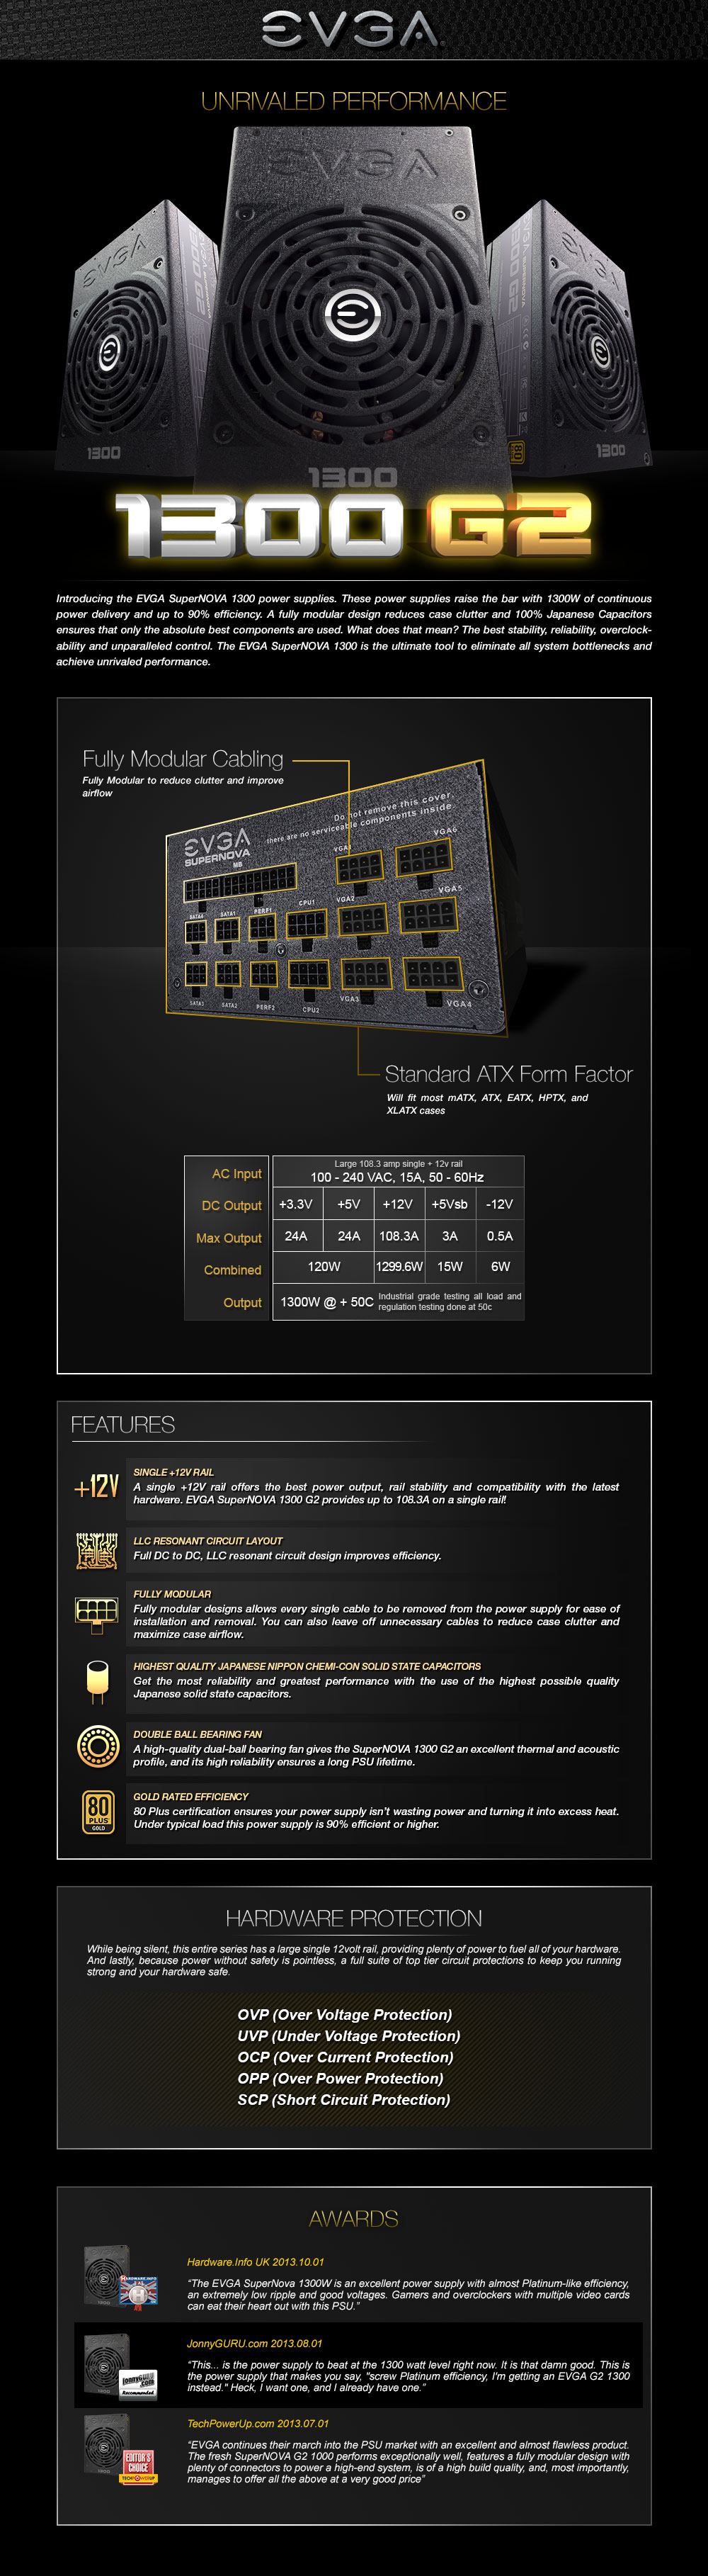 EVGA
UNRIVALED PERFORMANCE
EVGA
EVGA
EVGA
1300 G2
1300 G2
1300
1300
1300
1300 G2
Introducing the EVGA SuperNOVA 1300 power supplies. These power supplies raise the bar with 1300W of continuous
power delivery and up to 90% efficiency. A fully modular design reduces case clutter and 100% Japanese Capacitors
ensures that only the absolute best components are used. What does that mean? The best stability, reliability, overclock-
ability and unparalleled control. The EVGA SuperNOVA 1300 is the ultimate tool to eliminate all system bottlenecks and
achieve unrivaled performance.
Fully Modular Cabling
Fully Modular to reduce clutter and improve
airflow
Do not remove this cover,
there are no serviceable components inside.
EVGA
SUPERNOVA
MB
VGA1
VGA6
SATA4
SATA1
PERF1
CPU1
VGA2
VGA5
SATA3
SATA2
PERF2
CPU2
VGA3
VGA4
Standard ATX Form Factor
Will fit most mATX, ATX, EATX, HPTX, and
XLATX cases
AC Input
Large 108.3 amp single + 12v rail
100 - 240 VAC, 15A, 50 - 60Hz
DC Output +3.3V +5V +12V +5Vsb -12V
Max Output 24A 24A 108.3A 3A 0.5A
Combined 120W 1299.6W 15W 6W
Output 1300W @ + 50C Industrial grade testing all load and
regulation testing done at 50c
FEATURES
+12V
SINGLE +12V RAIL
A single +12V rail offers the best power output, rail stability and compatibility with the latest
hardware. EVGA SuperNOVA 1300 G2 provides up to 108.3A on a single rail!
LLC RESONANT CIRCUIT LAYOUT
Full DC to DC, LLC resonant circuit design improves efficiency.
FULLY MODULAR
Fully modular designs allows every single cable to be removed from the power supply for ease of
installation and removal. You can also leave off unnecessary cables to reduce case clutter and
maximize case airflow.
HIGHEST QUALITY JAPANESE NIPPON CHEMI-CON SOLID STATE CAPACITORS
Get the most reliability and greatest performance with the use of the highest possible quality
Japanese solid state capacitors.
DOUBLE BALL BEARING FAN
A high-quality dual-ball bearing fan gives the SuperNOVA 1300 G2 an excellent thermal and acoustic
profile, and its high reliability ensures a long PSU lifetime.
80
PLUS
GOLD
GOLD RATED EFFICIENCY
80 Plus certification ensures your power supply isn't wasting power and turning it into excess heat.
Under typical load this power supply is 90% efficient or higher.
HARDWARE PROTECTION
While being silent, this entire series has a large single 12volt rail, providing plenty of power to fuel all of your hardware.
And lastly, because power without safety is pointless, a full suite of top tier circuit protections to keep you running
strong and your hardware safe.
OVP (Over Voltage Protection)
UVP (Under Voltage Protection)
OCP (Over Current Protection)
OPP (Over Power Protection)
SCP (Short Circuit Protection)
AWARDS
HARDWARE.INFO
Hardware.Info UK 2013.10.01
“The EVGA SuperNova 1300W is an excellent power supply with almost Platinum-like efficiency,
an extremely low ripple and good voltages. Gamers and overclockers with multiple video cards
can eat their heart out with this PSU.”
jonnyGURU
.com
Recommended
JonnyGURU.com 2013.08.01
“This... is the power supply to beat at the 1300 watt level right now. It is that damn good. This is
the power supply that makes you say, "screw Platinum efficiency, I'm getting an EVGA G2 1300
instead." Heck, I want one, and I already have one.”
EDITOR'S
CHOICE
TECHPOWERUP
TechPowerUp.com 2013.07.01
“EVGA continues their march into the PSU market with an excellent and almost flawless product.
The fresh SuperNOVA G2 1000 performs exceptionally well, features a fully modular design with
plenty of connectors to power a high-end system, is of a high build quality, and, most importantly,
manages to offer all the above at a very good price”